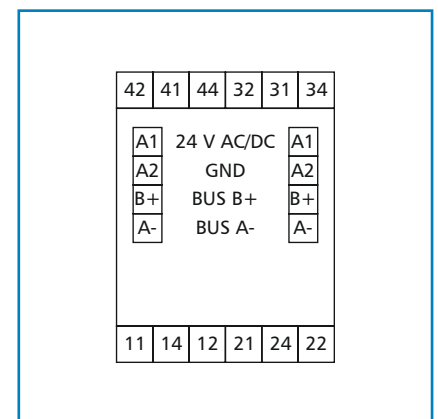 42 41 44 32 31 34
A1 24 V AC/DC A1
A2 GND A2
B+ BUS B+ B+
A- BUS A- A-
11 14 12 21 24 22